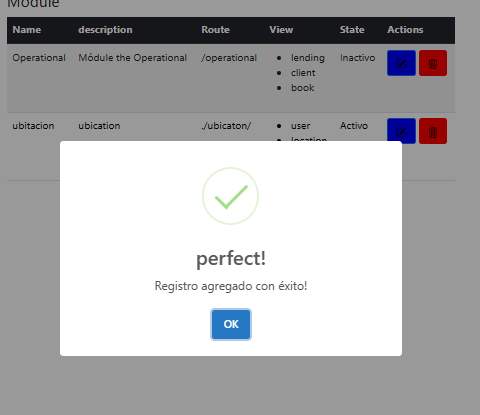 Module
Name description Route View State Actions
Operational Módule the Operational /operational lending Inactivo
client
book
ubitacion ubication ./ubicaton/ user Activo
location
perfect!
Registro agregado con éxito!
OK